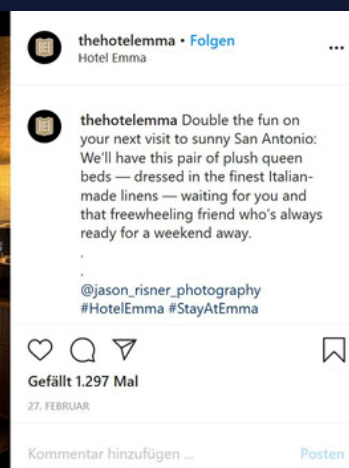 thehotelemma • Folgen
Hotel Emma
thehotelemma Double the fun on
your next visit to sunny San Antonio:
We'll have this pair of plush queen
beds — dressed in the finest Italian-
made linens — waiting for you and
that freewheeling friend who's always
ready for a weekend away.
.
.
@jason_risner_photography
#HotelEmma #StayAtEmma
Gefällt 1.297 Mal
27. FEBRUAR
Kommentar hinzufügen ...
Posten